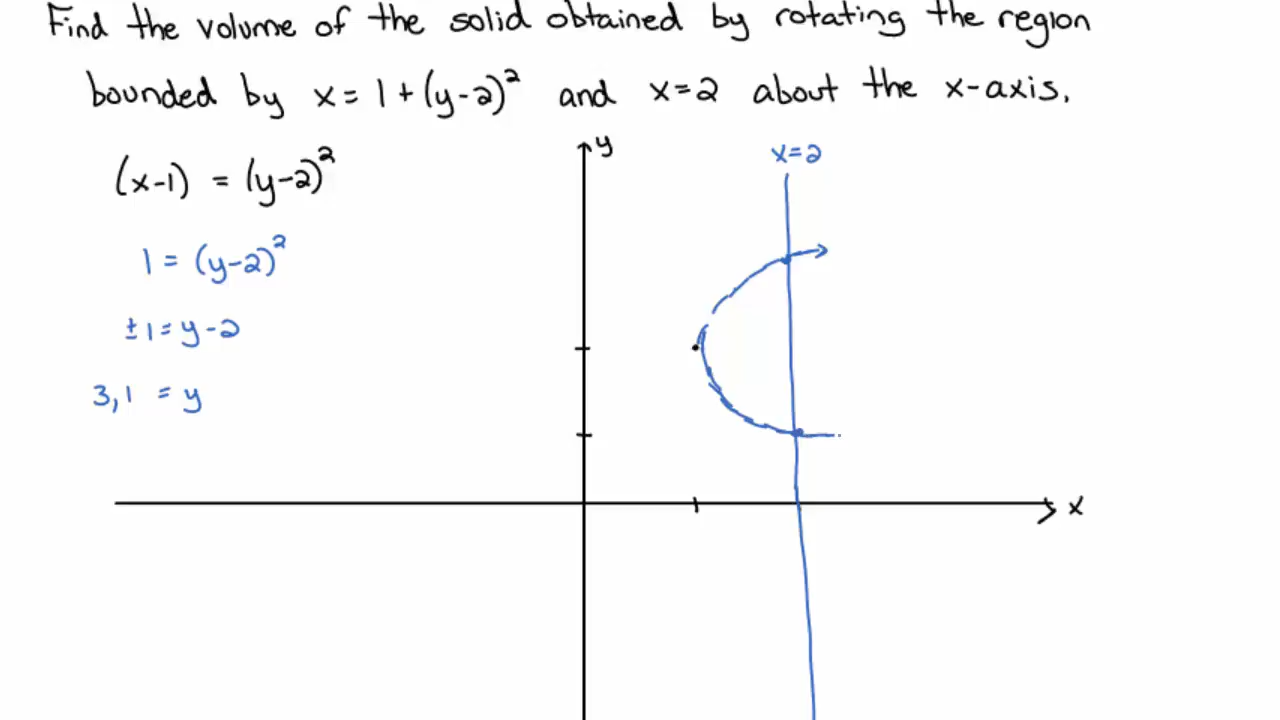 Find the volume of the solid obtained by rotating the region
bounded by x = 1 + (y-2)² and x=2 about the x-axis.
(x-1) = (y-2)²
1 = (y-2)²
±1 = y-2
3,1 = y
y
x=2
x